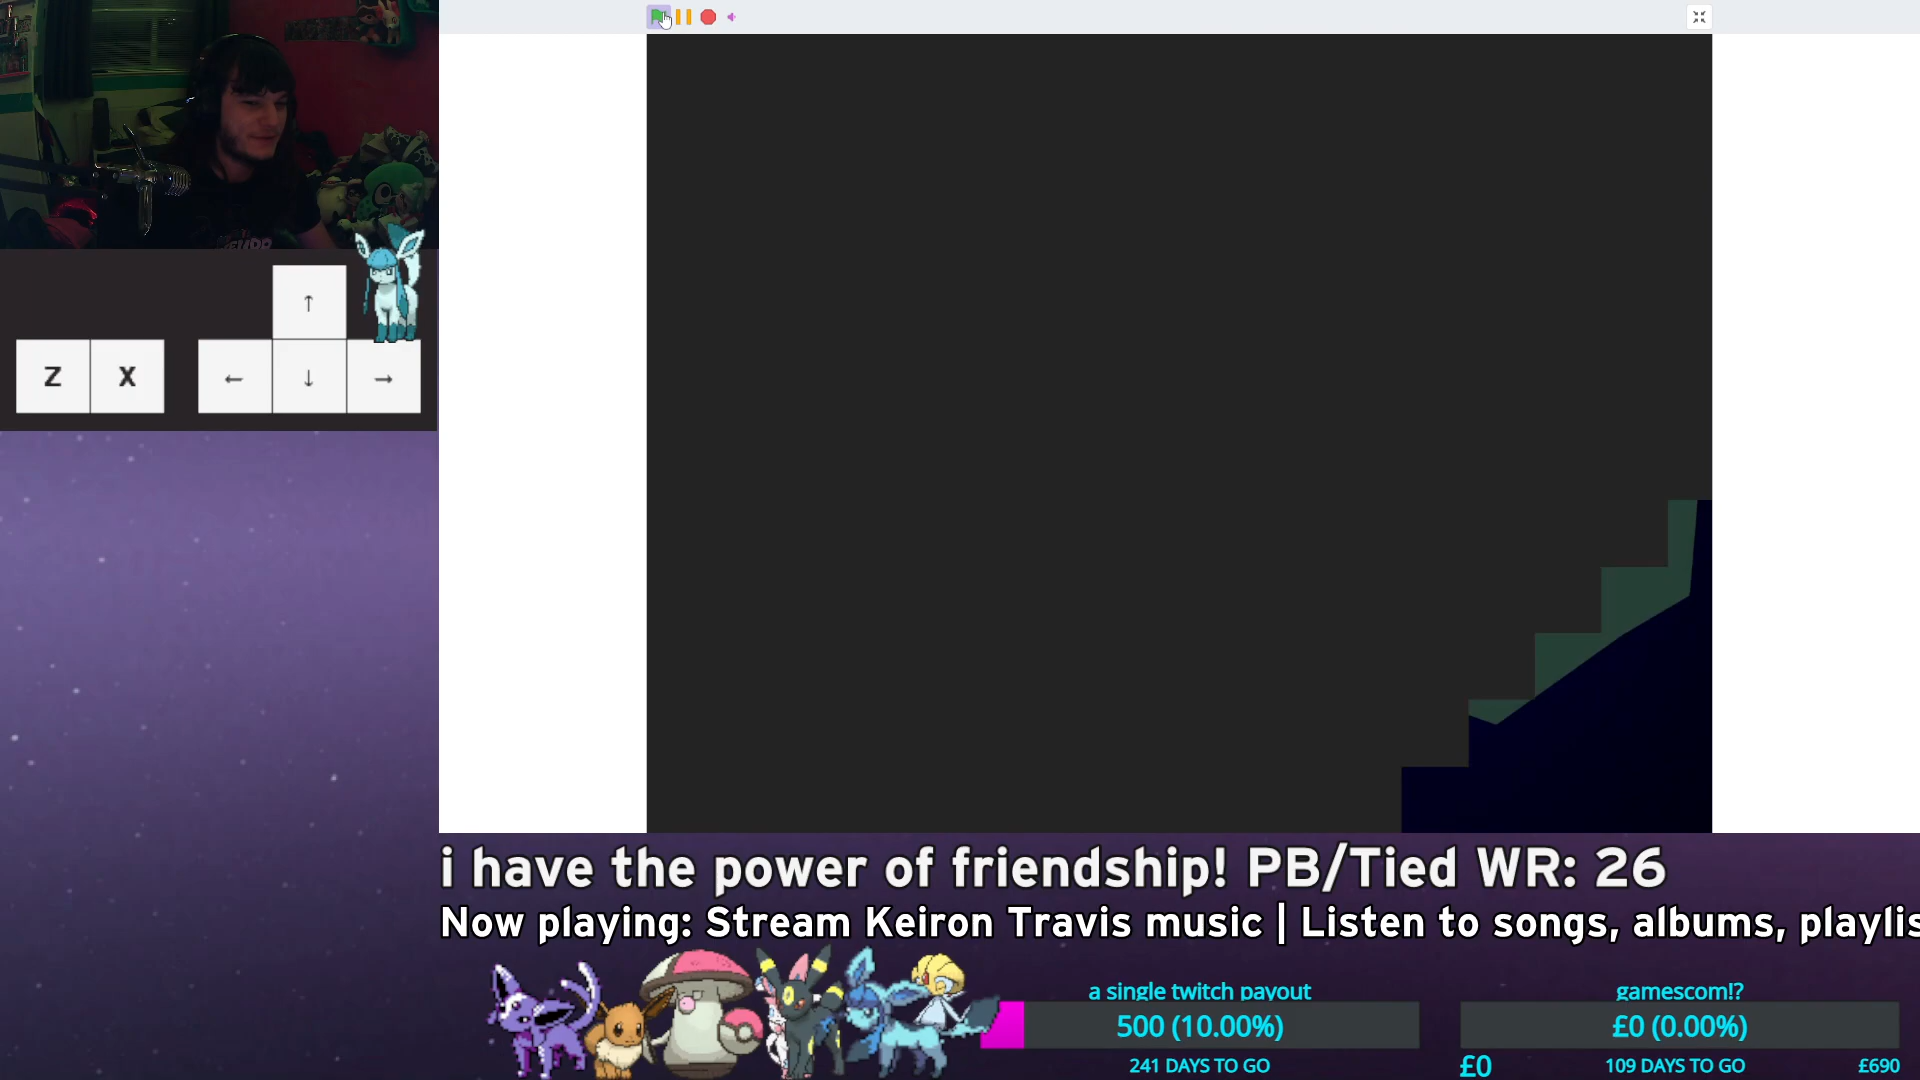 ↑
Z X ← ↓ →
i have the power of friendship! PB/Tied WR: 26
Now playing: Stream Keiron Travis music | Listen to songs, albums, playlis
a single twitch payout
500 (10.00%)
241 DAYS TO GO
gamescom!?
£0 (0.00%)
£0 109 DAYS TO GO £690